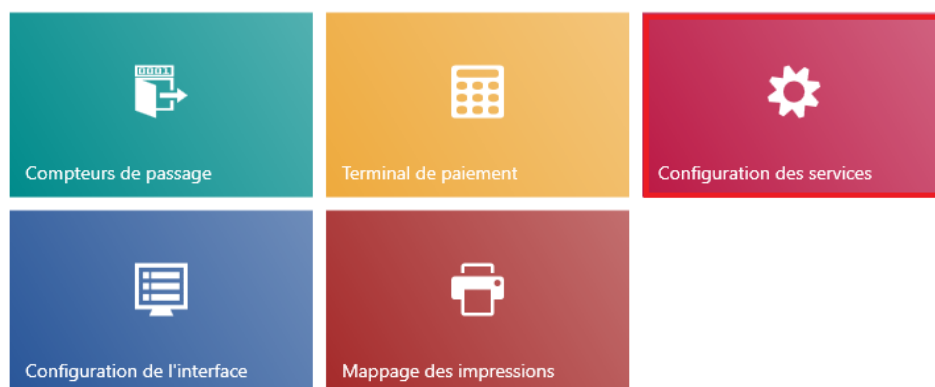 0001
Compteurs de passage
Terminal de paiement
Configuration des services
Configuration de l'interface
Mappage des impressions